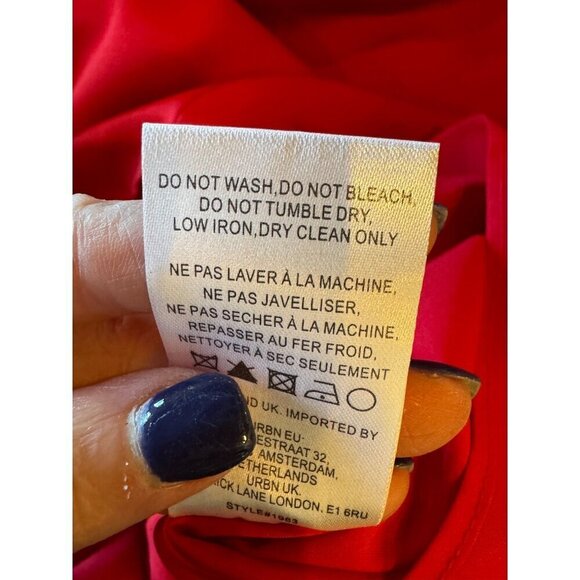 DO NOT WASH,DO NOT BLEACH,
DO NOT TUMBLE DRY,
LOW IRON,DRY CLEAN ONLY
NE PAS LAVER À LA MACHINE,
NE PAS JAVELLISER,
NE PAS SECHER À LA MACHINE,
REPASSER AU FER FROID,
NETTOYER À SEC SEULEMENT
UK. IMPORTED BY
URBN EU-
32,
AMSTERDAM,
URBN UK.
LANE LONDON, E1 6RU
STYLE#1963